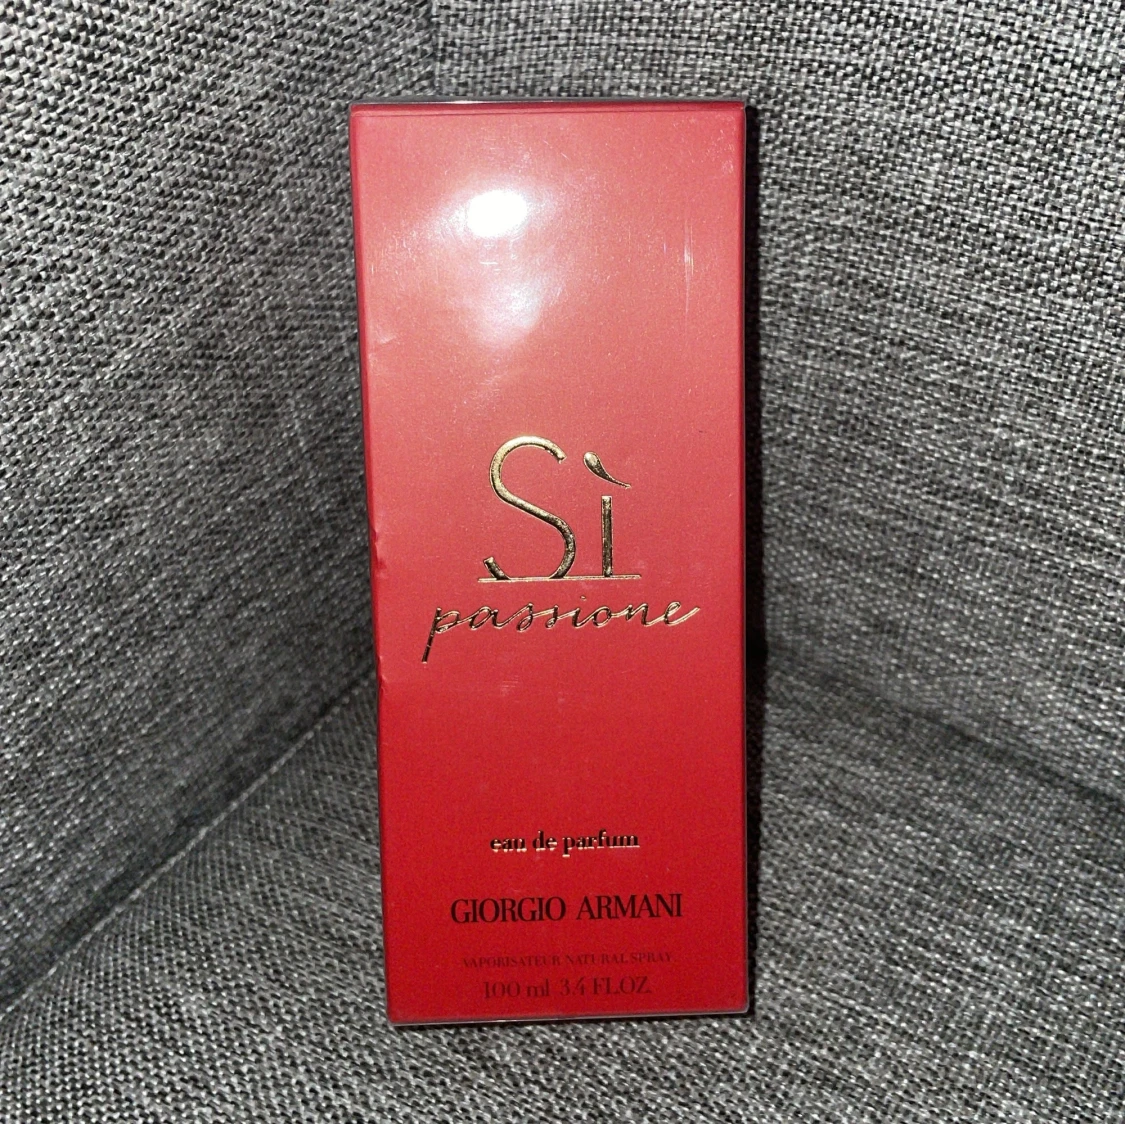 Sì
passione
eau de parfum
GIORGIO ARMANI
VAPORISATEUR NATURAL SPRAY
100 ml 3.4 FL.OZ.